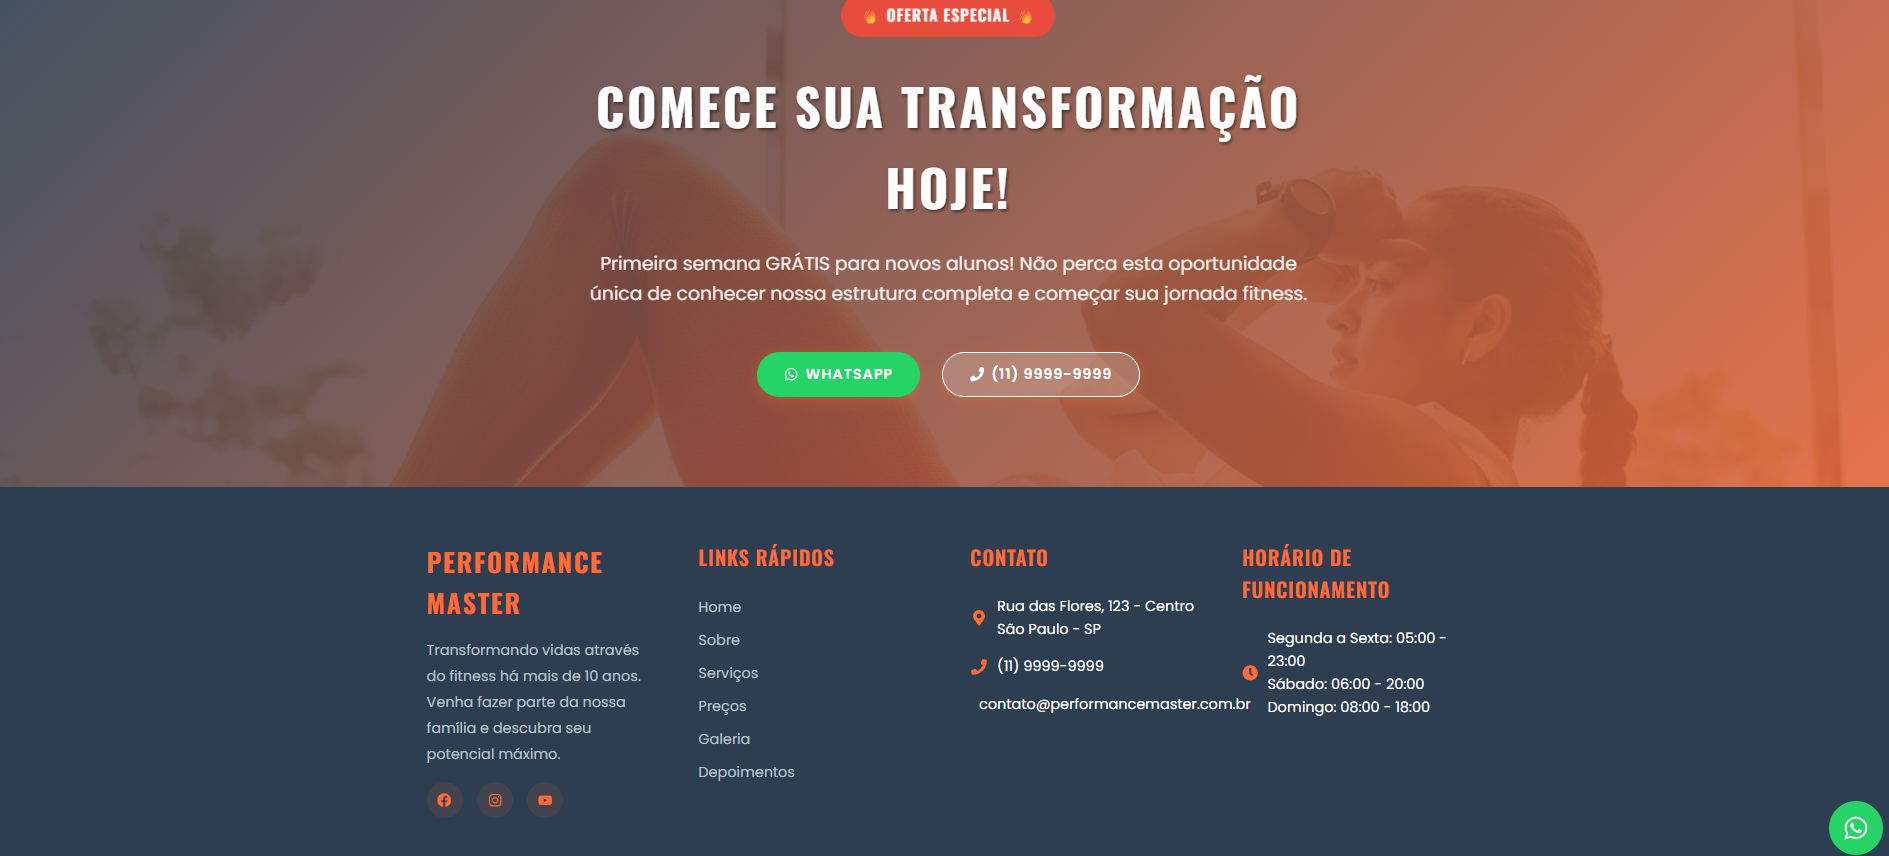 OFERTA ESPECIAL
COMECE SUA TRANSFORMAÇÃO
HOJE!
Primeira semana GRÁTIS para novos alunos! Não perca esta oportunidade
única de conhecer nossa estrutura completa e começar sua jornada fitness.
WHATSAPP
(11) 9999-9999
PERFORMANCE
MASTER
Transformando vidas através
do fitness há mais de 10 anos.
Venha fazer parte da nossa
família e descubra seu
potencial máximo.
LINKS RÁPIDOS
Home
Sobre
Serviços
Preços
Galeria
Depoimentos
CONTATO
Rua das Flores, 123 - Centro
São Paulo - SP
(11) 9999-9999
contato@performancemaster.com.br
HORÁRIO DE
FUNCIONAMENTO
Segunda a Sexta: 05:00 -
23:00
Sábado: 06:00 - 20:00
Domingo: 08:00 - 18:00